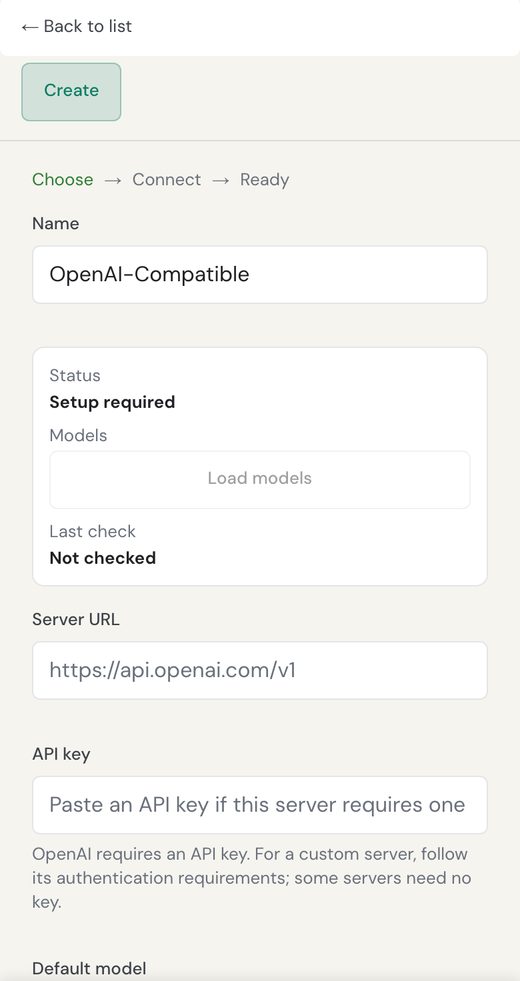 ← Back to list
Create
Choose → Connect → Ready
Name
OpenAI-Compatible
Status
Setup required
Models
Load models
Last check
Not checked
Server URL
https://api.openai.com/v1
API key
Paste an API key if this server requires one
OpenAI requires an API key. For a custom server, follow
its authentication requirements; some servers need no
key.
Default model